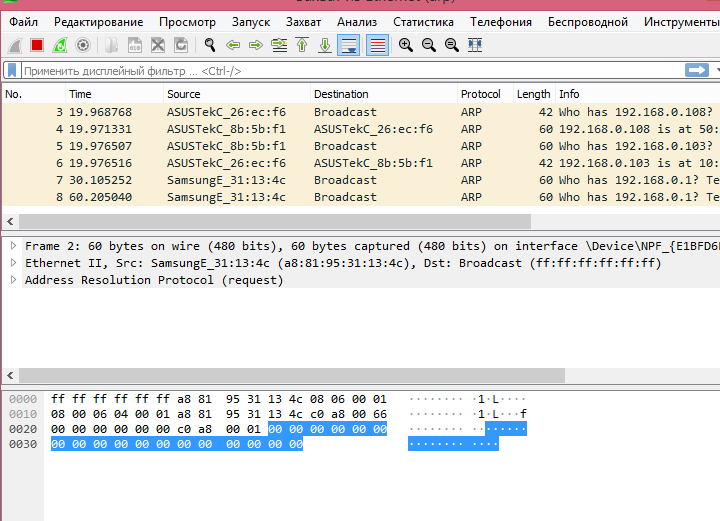 Файл Редактирование Просмотр Запуск Захват Анализ Статистика Телефония Беспроводной Инструменты
Применить дисплейный фильтр ... <Ctrl-/>
No. Time Source Destination Protocol Length Info
3 19.968768 ASUSTekC_26:ec:f6 Broadcast ARP 42 Who has 192.168.0.108?
4 19.971331 ASUSTekC_8b:5b:f1 ASUSTekC_26:ec:f6 ARP 60 192.168.0.108 is at 50:
5 19.976507 ASUSTekC_8b:5b:f1 Broadcast ARP 60 Who has 192.168.0.103?
6 19.976516 ASUSTekC_26:ec:f6 ASUSTekC_8b:5b:f1 ARP 42 192.168.0.103 is at 10:
7 30.105252 SamsungE_31:13:4c Broadcast ARP 60 Who has 192.168.0.1? Te
8 60.205040 SamsungE_31:13:4c Broadcast ARP 60 Who has 192.168.0.1? Te
Frame 2: 60 bytes on wire (480 bits), 60 bytes captured (480 bits) on interface \Device\NPF_{E1BFD6
Ethernet II, Src: SamsungE_31:13:4c (a8:81:95:31:13:4c), Dst: Broadcast (ff:ff:ff:ff:ff:ff)
Address Resolution Protocol (request)
0000 ff ff ff ff ff ff a8 81 95 31 13 4c 08 06 00 01 ········ ·1·L····
0010 08 00 06 04 00 01 a8 81 95 31 13 4c c0 a8 00 66 ········ ·1·L···f
0020 00 00 00 00 00 00 c0 a8 00 01 00 00 00 00 00 00 ········ ········
0030 00 00 00 00 00 00 00 00 00 00 00 00 ········ ····